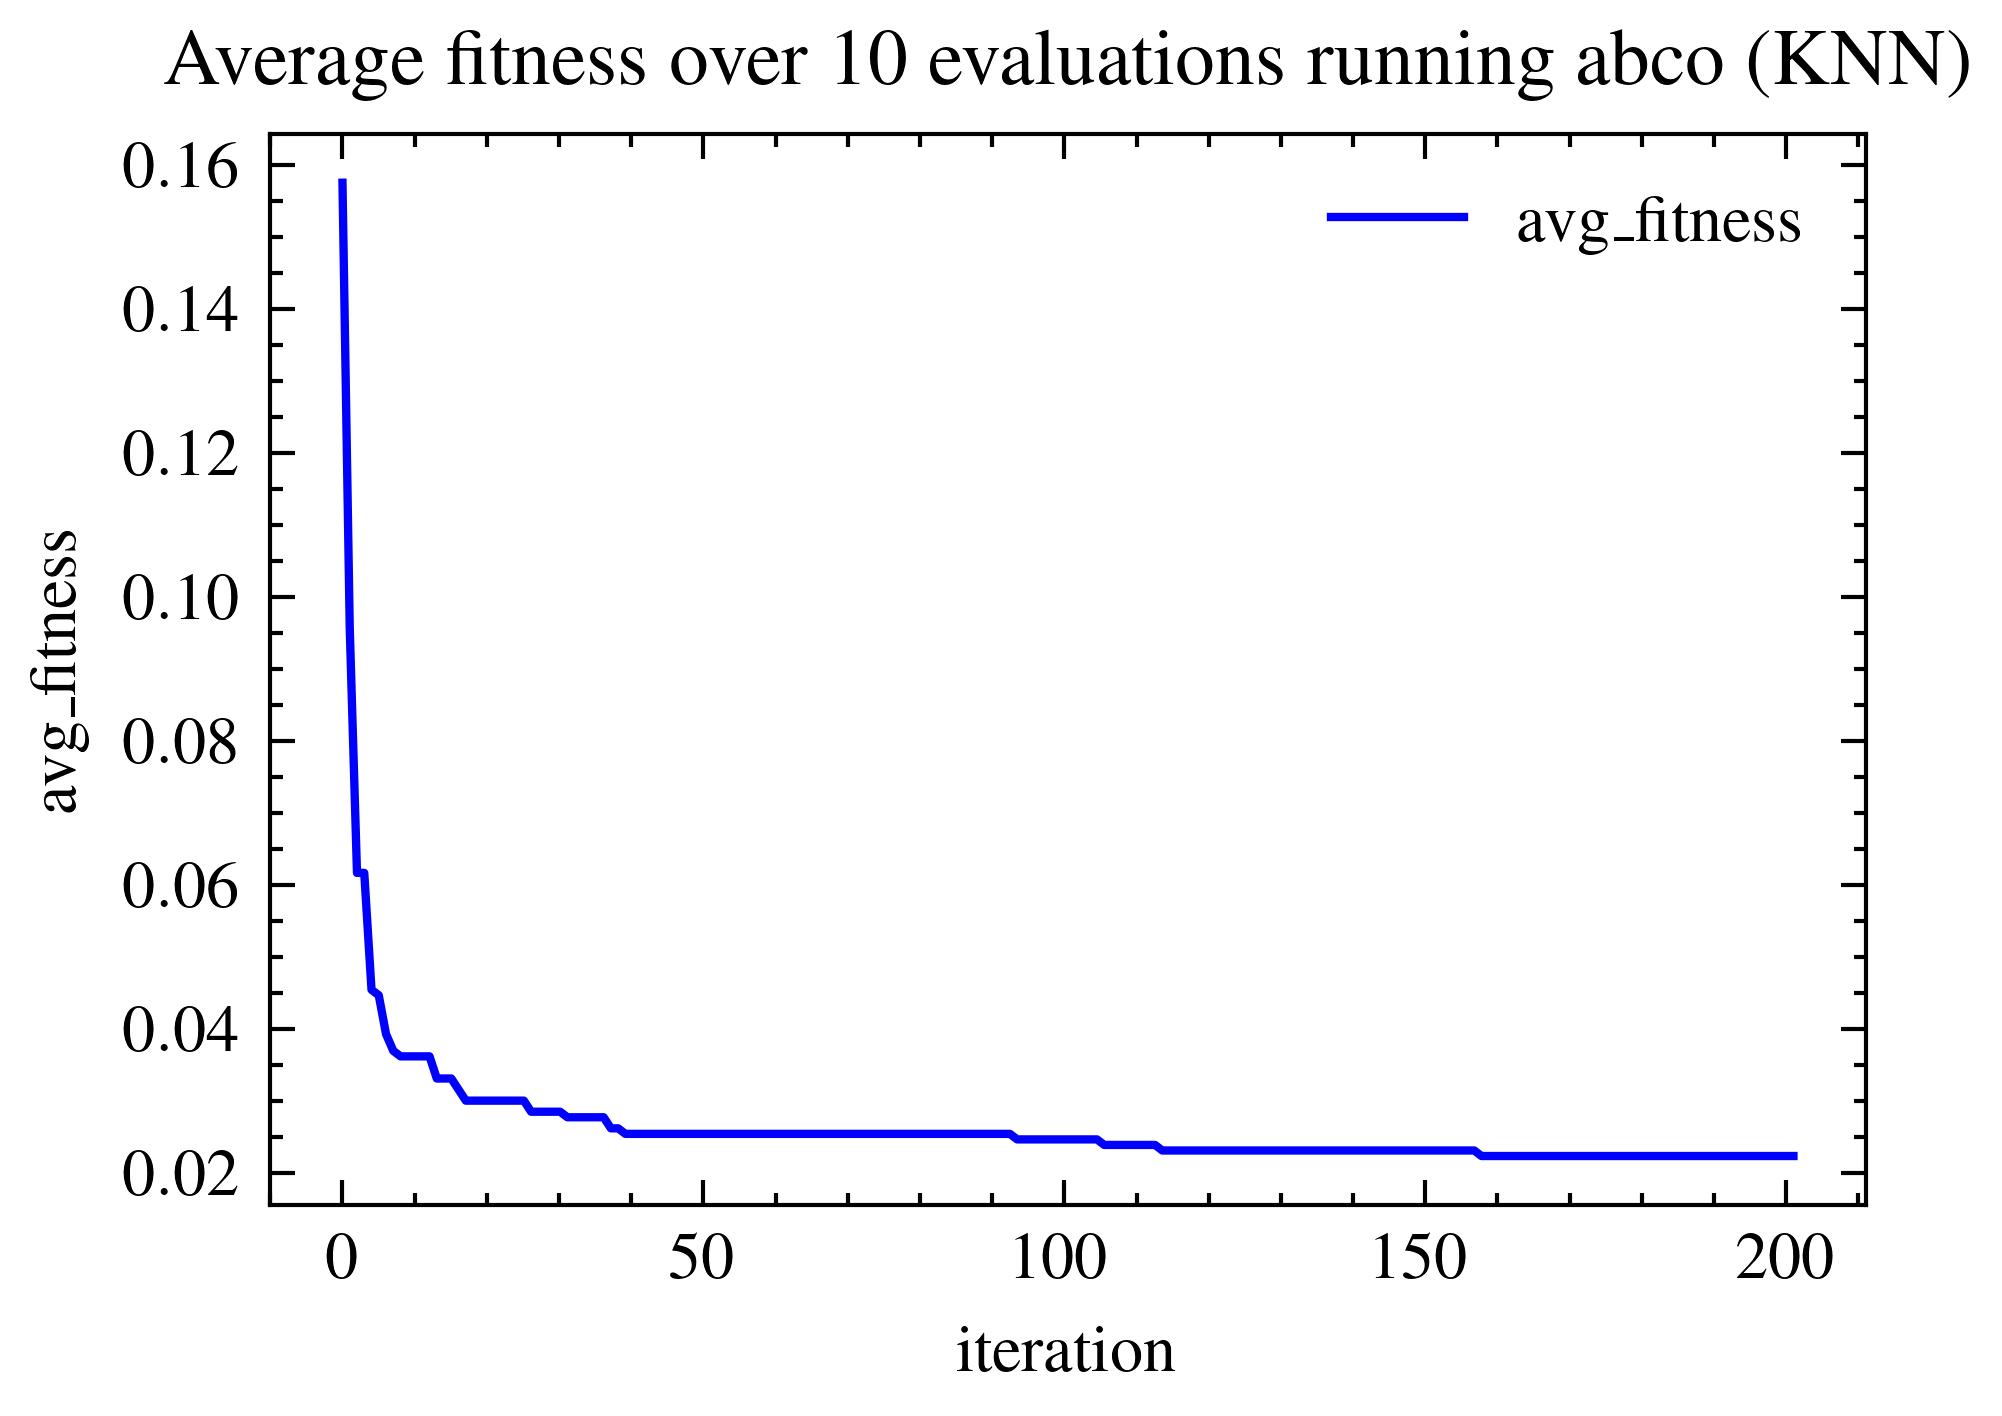 Average fitness over 10 evaluations running abco (KNN)
avg_fitness
0.16
0.14
0.12
0.10
0.08
0.06
0.04
0.02
avg_fitness
0 50 100 150 200
iteration